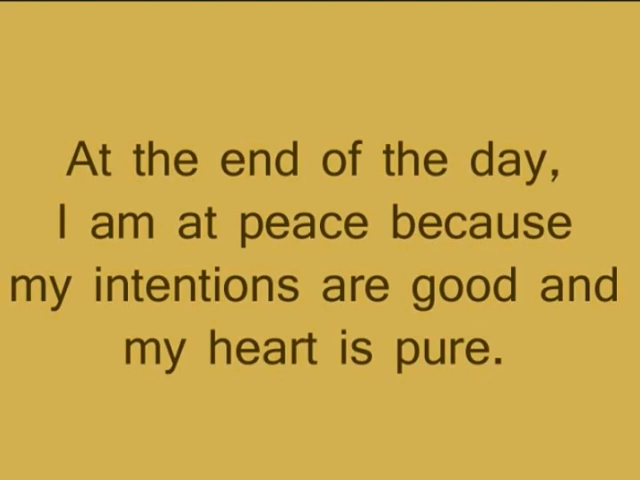 At the end of the day,
I am at peace because
my intentions are good and
my heart is pure.